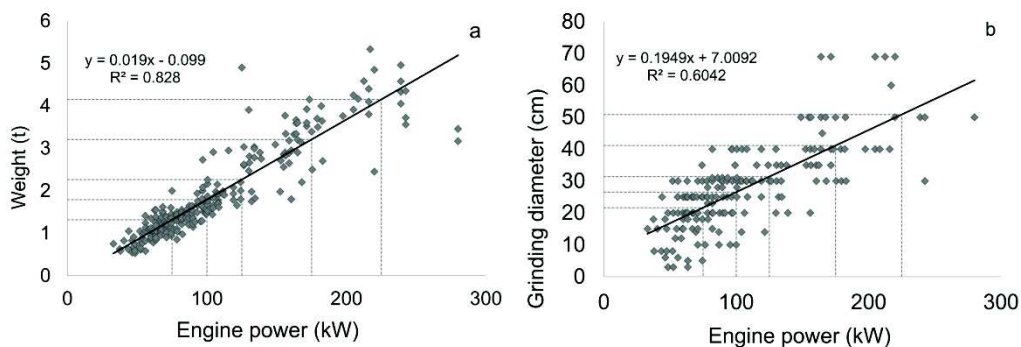 a
y = 0.019x - 0.099
R² = 0.828
Weight (t)
6
5
4
3
2
1
0
0 100 200 300
Engine power (kW)
b
y = 0.1949x + 7.0092
R² = 0.6042
Grinding diameter (cm)
80
70
60
50
40
30
20
10
0
0 100 200 300
Engine power (kW)